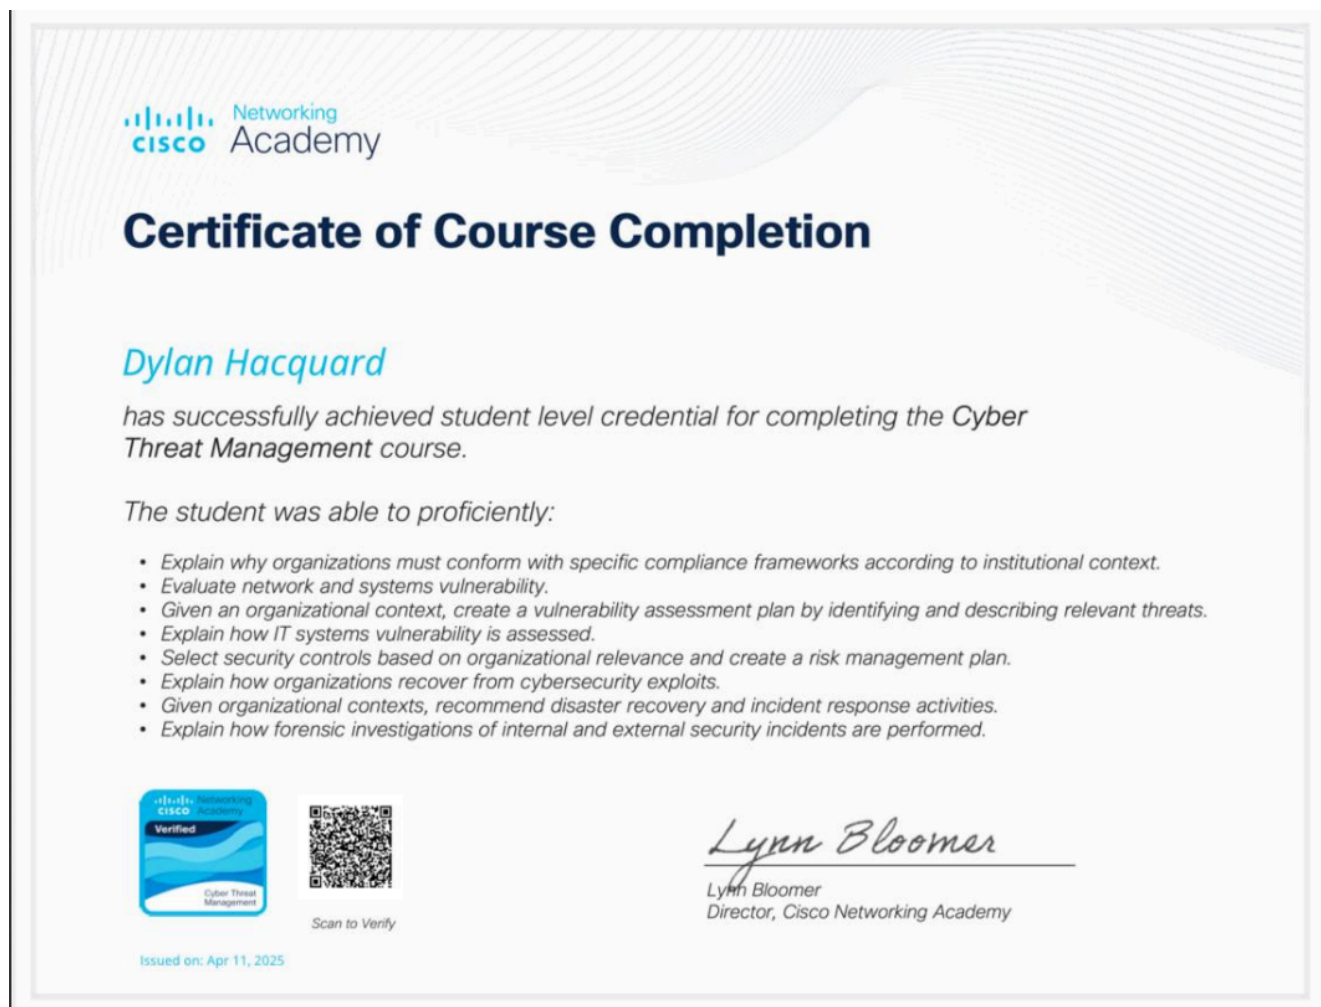 Networking
CISCO Academy
Certificate of Course Completion
Dylan Hacquard
has successfully achieved student level credential for completing the Cyber
Threat Management course.
The student was able to proficiently:
• Explain why organizations must conform with specific compliance frameworks according to institutional context.
• Evaluate network and systems vulnerability.
• Given an organizational context, create a vulnerability assessment plan by identifying and describing relevant threats.
• Explain how IT systems vulnerability is assessed.
• Select security controls based on organizational relevance and create a risk management plan.
• Explain how organizations recover from cybersecurity exploits.
• Given organizational contexts, recommend disaster recovery and incident response activities.
• Explain how forensic investigations of internal and external security incidents are performed.
Networking
CISCO Academy
Verified
Cyber Threat
Management
Scan to Verify
Issued on: Apr 11, 2025
Lynn Bloomer
Lynn Bloomer
Director, Cisco Networking Academy